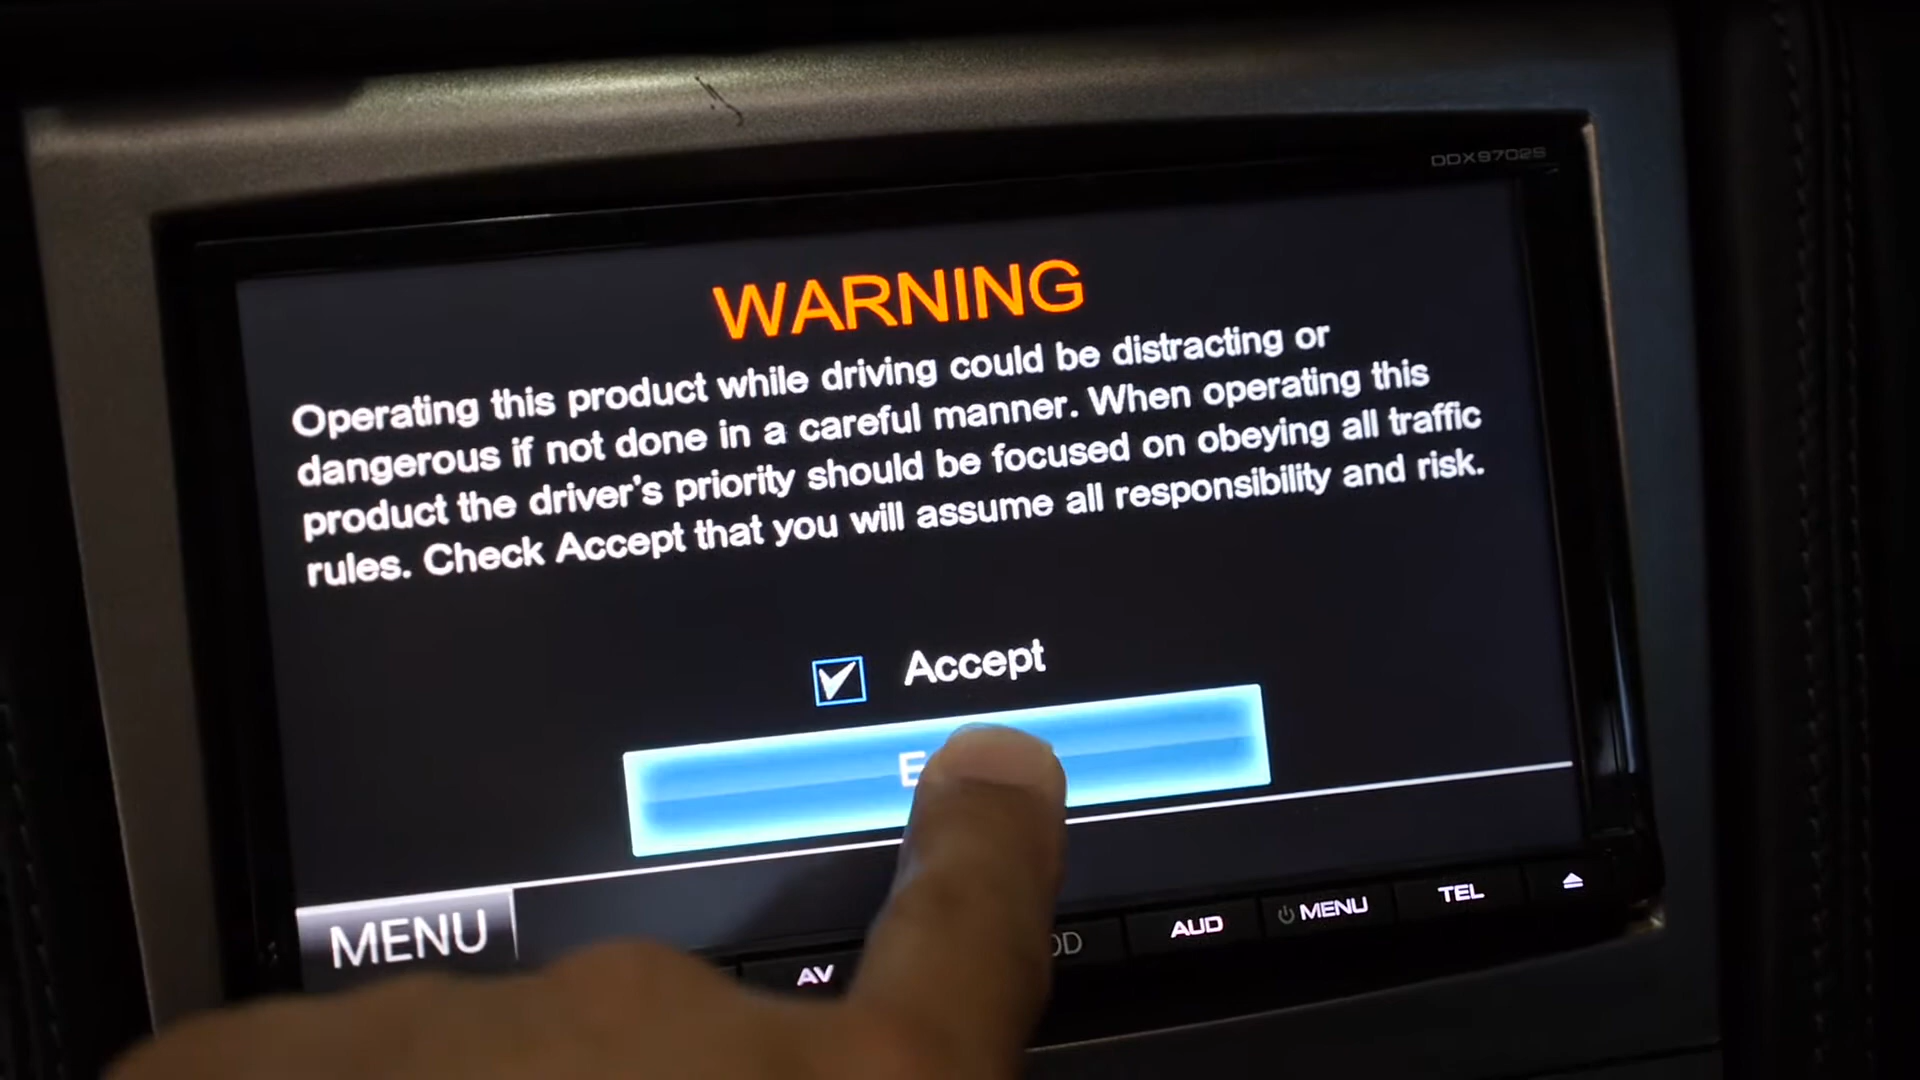 DDX9702S
WARNING
Operating this product while driving could be distracting or
dangerous if not done in a careful manner. When operating this
product the driver's priority should be focused on obeying all traffic
rules. Check Accept that you will assume all responsibility and risk.
Accept
MENU
AV
AUD
MENU
TEL